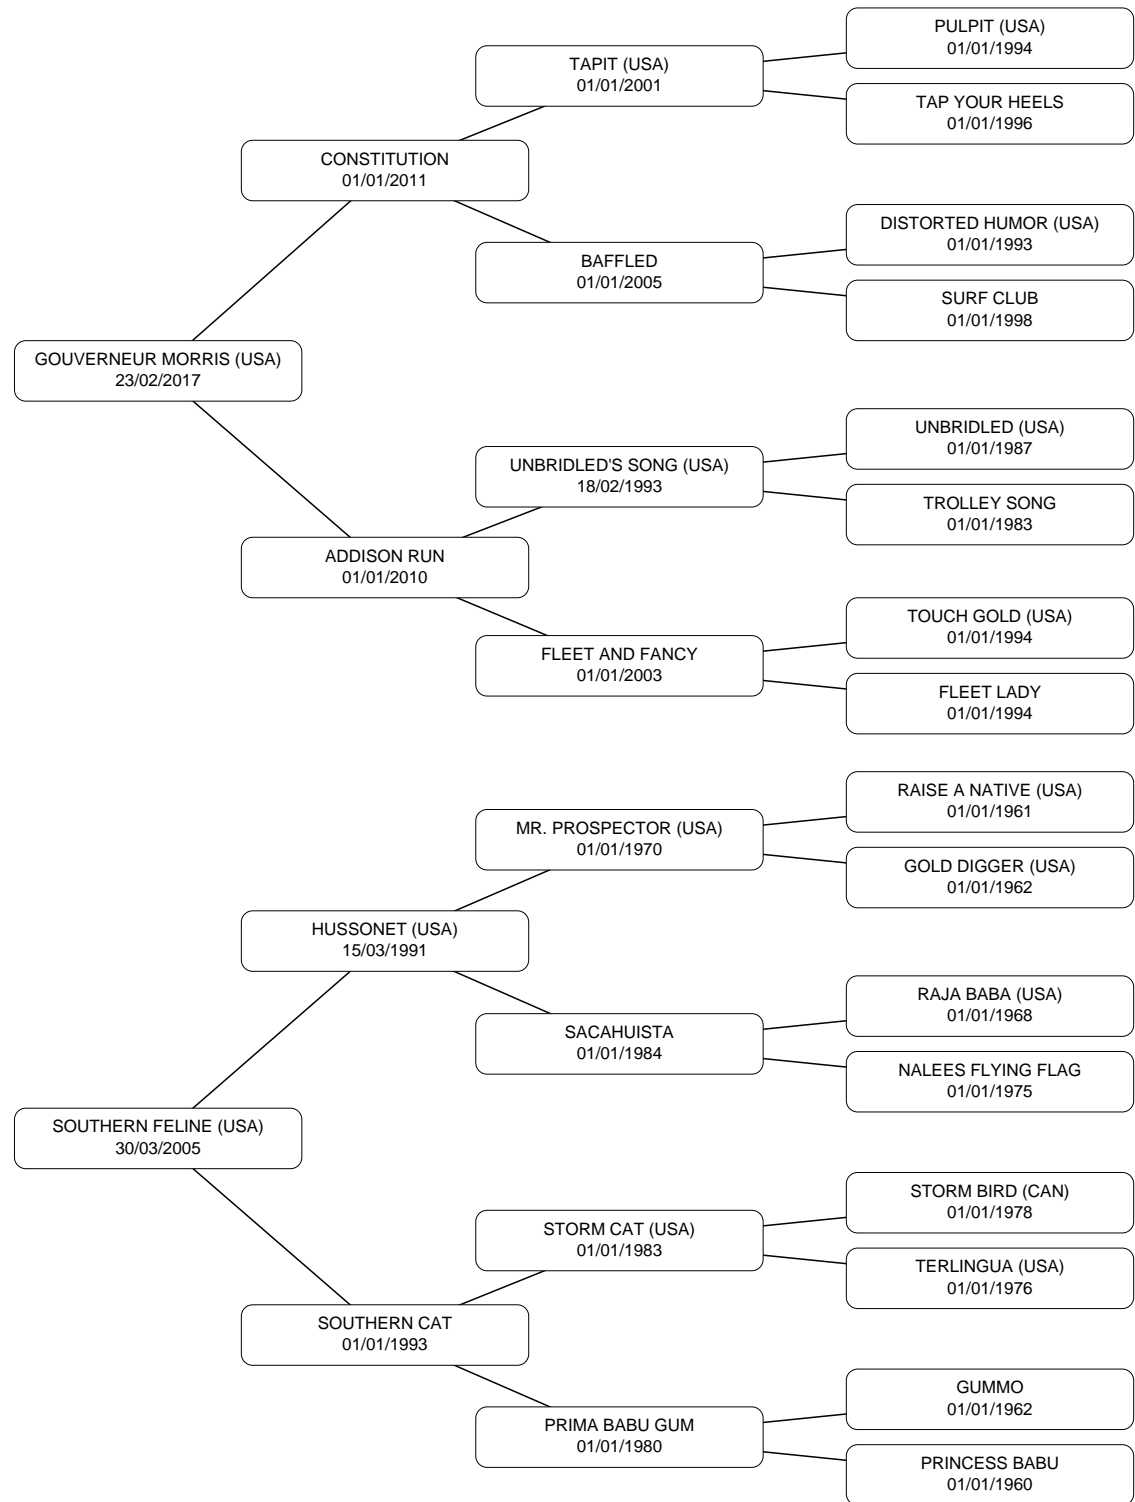 PULPIT (USA)
01/01/1994
TAPIT (USA)
01/01/2001
TAP YOUR HEELS
01/01/1996
CONSTITUTION
01/01/2011
DISTORTED HUMOR (USA)
01/01/1993
BAFFLED
01/01/2005
SURF CLUB
01/01/1998
GOUVERNEUR MORRIS (USA)
23/02/2017
UNBRIDLED (USA)
01/01/1987
UNBRIDLED'S SONG (USA)
18/02/1993
TROLLEY SONG
01/01/1983
ADDISON RUN
01/01/2010
TOUCH GOLD (USA)
01/01/1994
FLEET AND FANCY
01/01/2003
FLEET LADY
01/01/1994
RAISE A NATIVE (USA)
01/01/1961
MR. PROSPECTOR (USA)
01/01/1970
GOLD DIGGER (USA)
01/01/1962
HUSSONET (USA)
15/03/1991
RAJA BABA (USA)
01/01/1968
SACAHUISTA
01/01/1984
NALEES FLYING FLAG
01/01/1975
SOUTHERN FELINE (USA)
30/03/2005
STORM BIRD (CAN)
01/01/1978
STORM CAT (USA)
01/01/1983
TERLINGUA (USA)
01/01/1976
SOUTHERN CAT
01/01/1993
GUMMO
01/01/1962
PRIMA BABU GUM
01/01/1980
PRINCESS BABU
01/01/1960